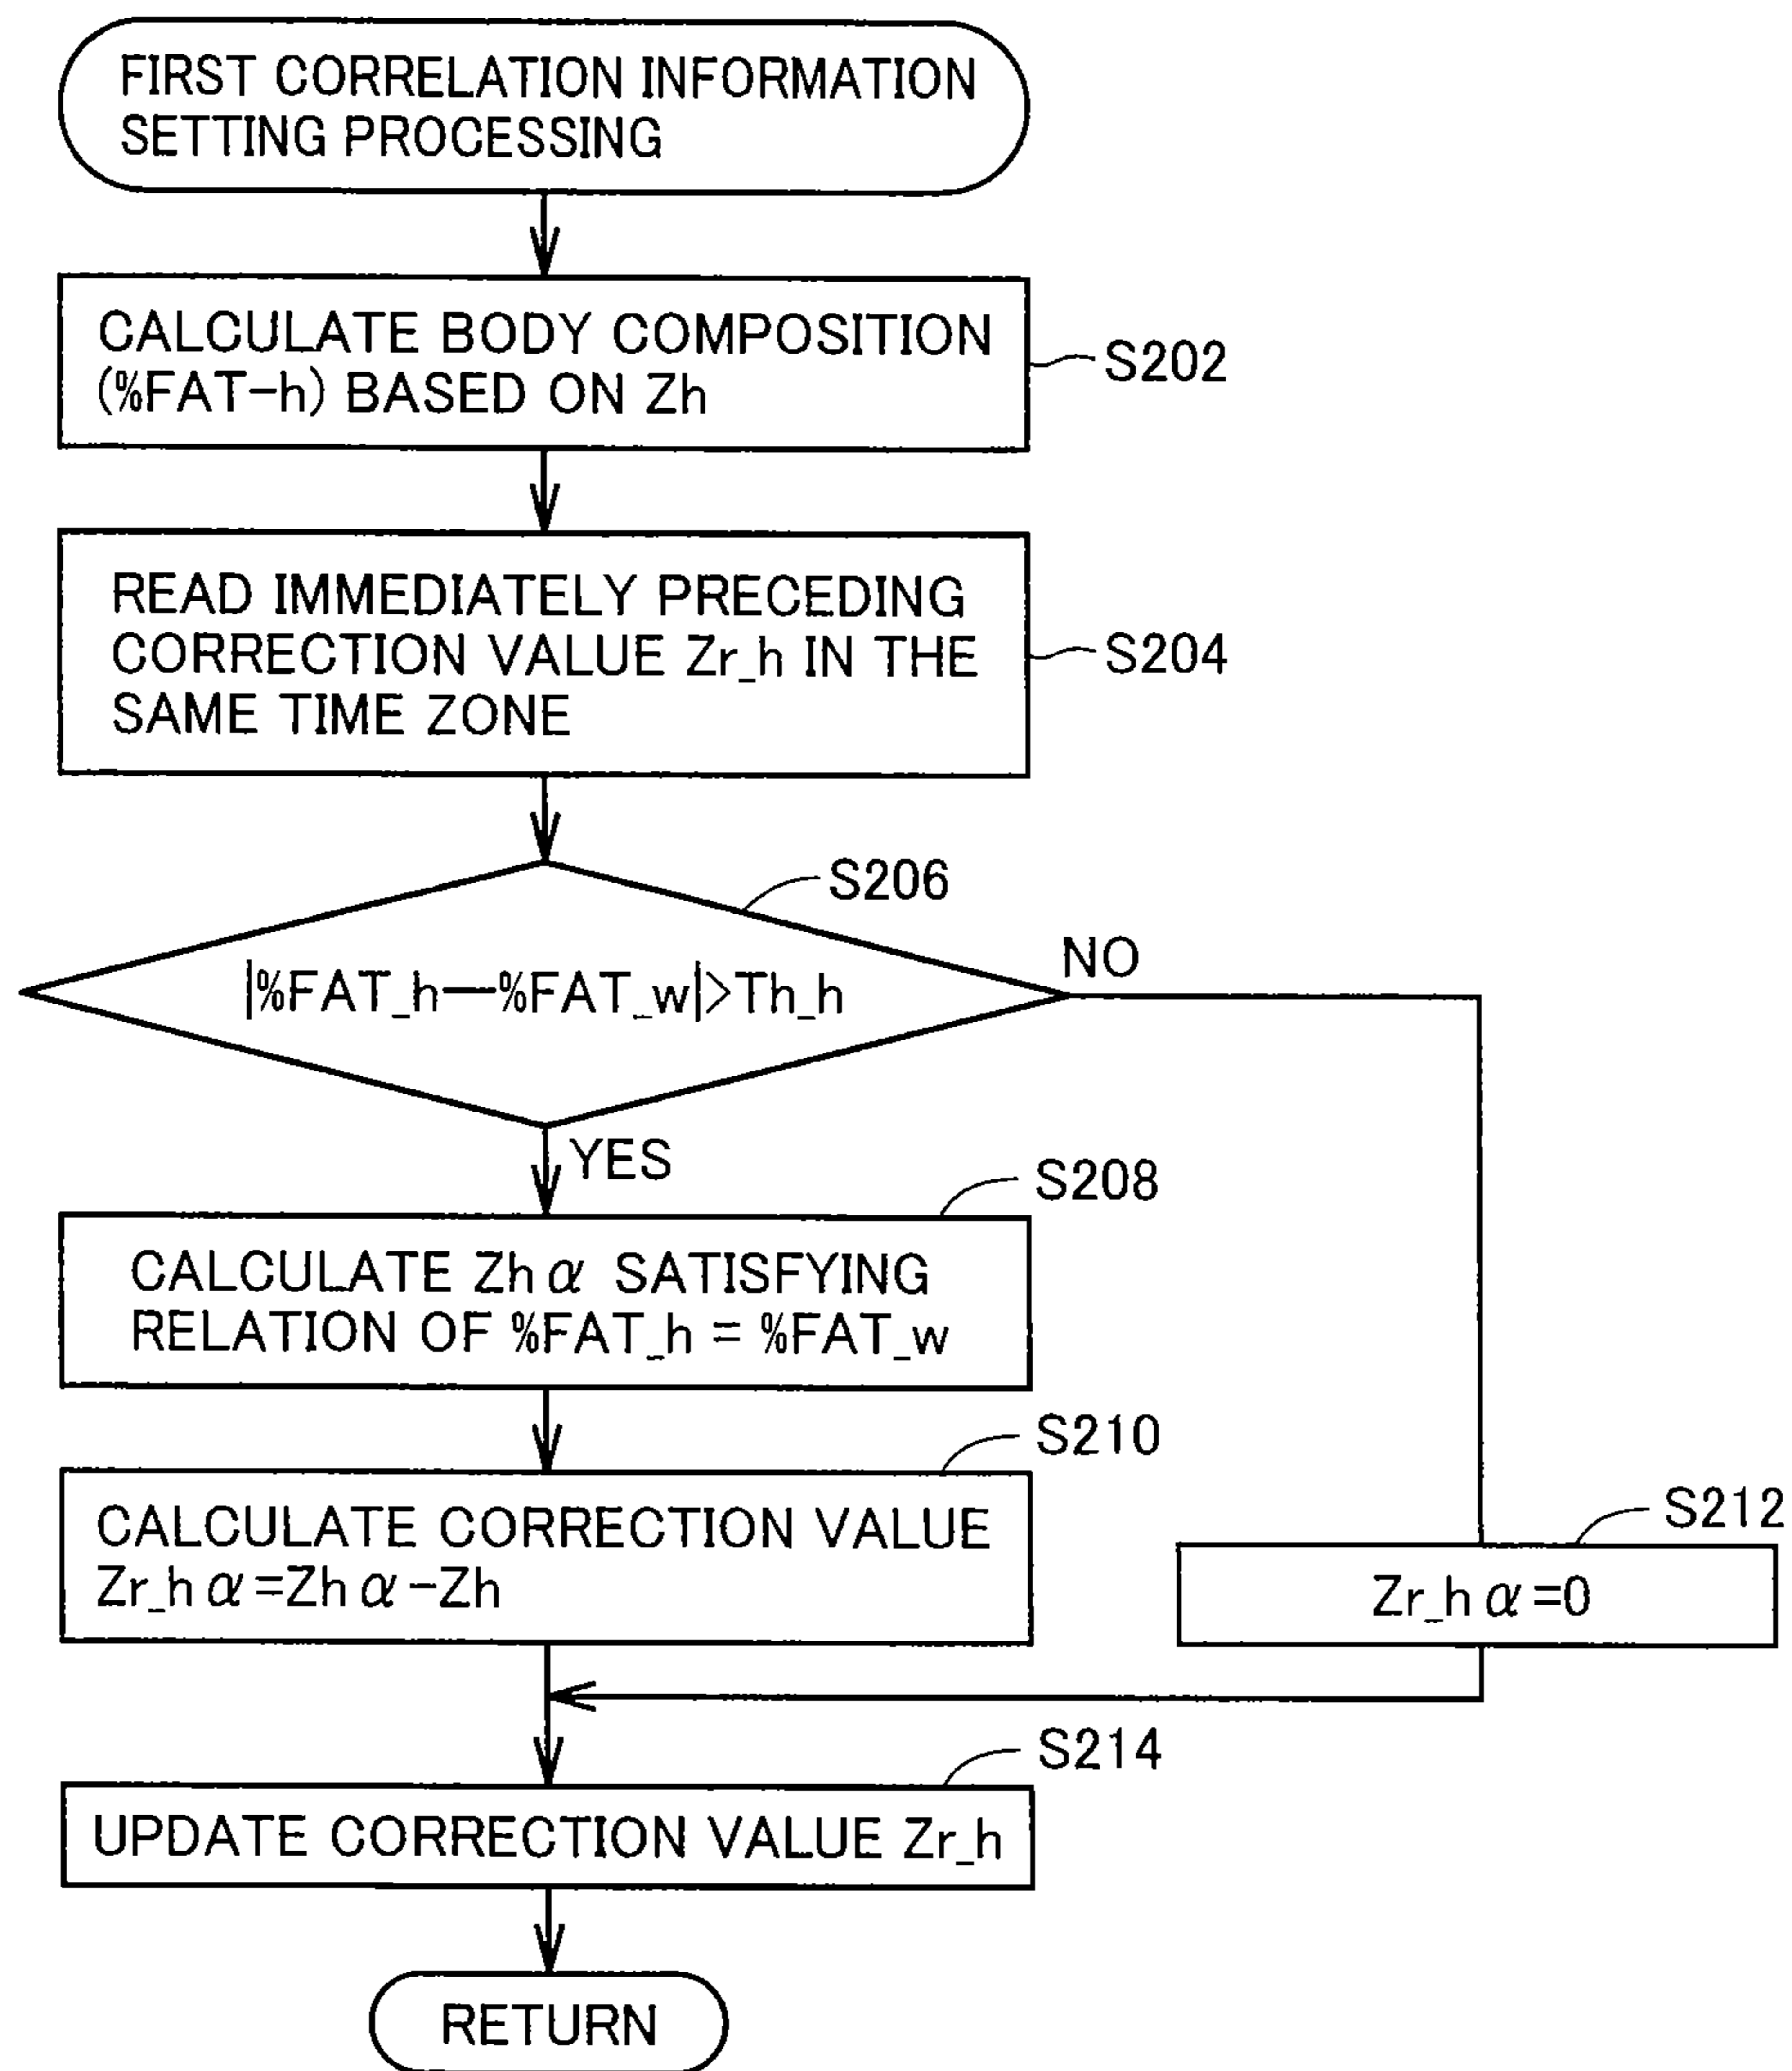 FIRST CORRELATION INFORMATION
SETTING PROCESSING
CALCULATE BODY COMPOSITION
(%FAT-h) BASED ON Zh
S202
READ IMMEDIATELY PRECEDING
CORRECTION VALUE Zr_h IN THE
SAME TIME ZONE
S204
S206
|%FAT_h—%FAT_w|>Th_h
NO
YES
S208
CALCULATE Zhα SATISFYING
RELATION OF %FAT_h = %FAT_w
S210
CALCULATE CORRECTION VALUE
Zr_hα=Zhα-Zh
S212
Zr_hα=0
S214
UPDATE CORRECTION VALUE Zr_h
RETURN